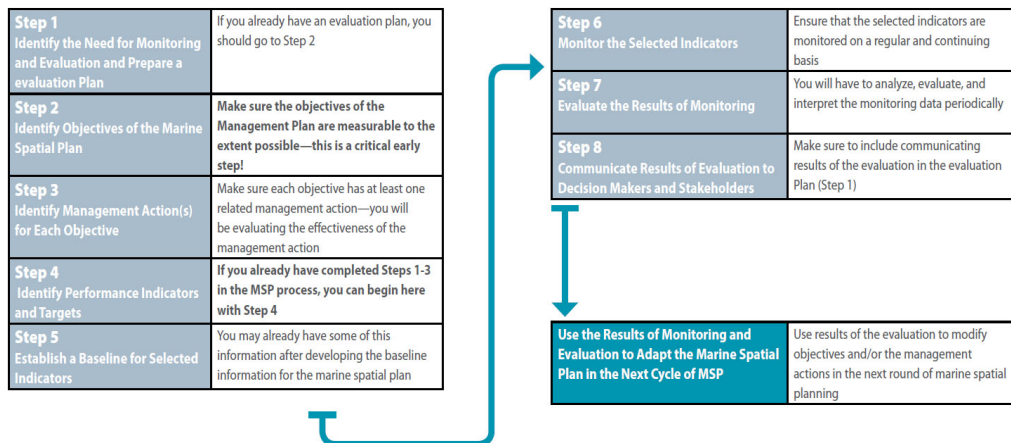 Step 1
Identify the Need for Monitoring
and Evaluation and Prepare a
evaluation Plan
If you already have an evaluation plan, you
should go to Step 2
Step 2
Identify Objectives of the Marine
Spatial Plan
Make sure the objectives of the
Management Plan are measurable to the
extent possible—this is a critical early
step!
Step 3
Identify Management Action(s)
for Each Objective
Make sure each objective has at least one
related management action—you will
be evaluating the effectiveness of the
management action
Step 4
Identify Performance Indicators
and Targets
If you already have completed Steps 1-3
in the MSP process, you can begin here
with Step 4
Step 5
Establish a Baseline for Selected
Indicators
You may already have some of this
information after developing the baseline
information for the marine spatial plan
Step 6
Monitor the Selected Indicators
Ensure that the selected indicators are
monitored on a regular and continuing
basis
Step 7
Evaluate the Results of Monitoring
You will have to analyze, evaluate, and
interpret the monitoring data periodically
Step 8
Communicate Results of Evaluation to
Decision Makers and Stakeholders
Make sure to include communicating
results of the evaluation in the evaluation
Plan (Step 1)
Use the Results of Monitoring and
Evaluation to Adapt the Marine Spatial
Plan in the Next Cycle of MSP
Use results of the evaluation to modify
objectives and/or the management
actions in the next round of marine spatial
planning